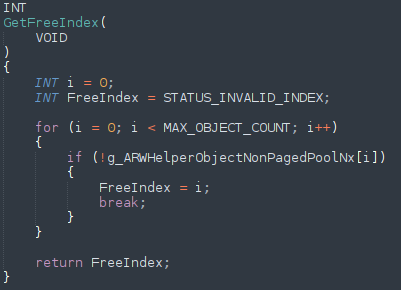 INT
GetFreeIndex(
    VOID
)
{
    INT i = 0;
    INT FreeIndex = STATUS_INVALID_INDEX;

    for (i = 0; i < MAX_OBJECT_COUNT; i++)
    {
        if (!g_ARWHelperObjectNonPagedPoolNx[i])
        {
            FreeIndex = i;
            break;
        }
    }

    return FreeIndex;
}